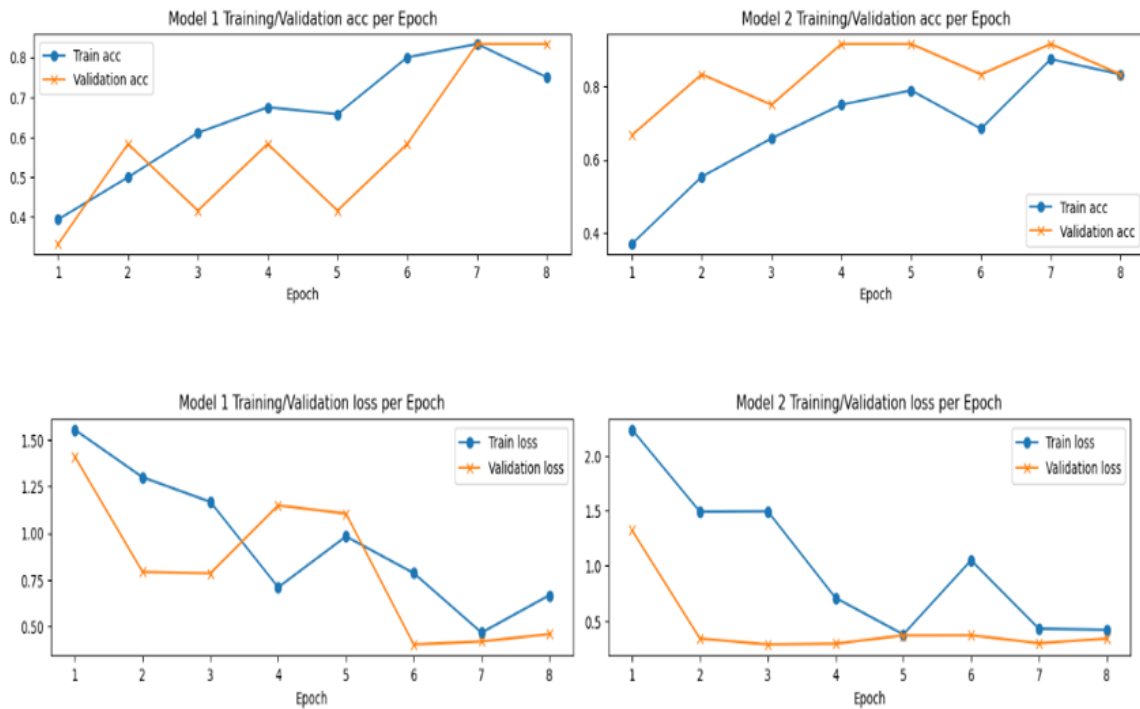 Model 1 Training/Validation acc per Epoch
Train acc
Validation acc
0.8
0.7
0.6
0.5
0.4
1 2 3 4 5 6 7 8
Epoch
Model 2 Training/Validation acc per Epoch
0.8
0.6
0.4
Train acc
Validation acc
1 2 3 4 5 6 7 8
Epoch
Model 1 Training/Validation loss per Epoch
Train loss
Validation loss
1.50
1.25
1.00
0.75
0.50
1 2 3 4 5 6 7 8
Epoch
Model 2 Training/Validation loss per Epoch
Train loss
Validation loss
2.0
1.5
1.0
0.5
1 2 3 4 5 6 7 8
Epoch